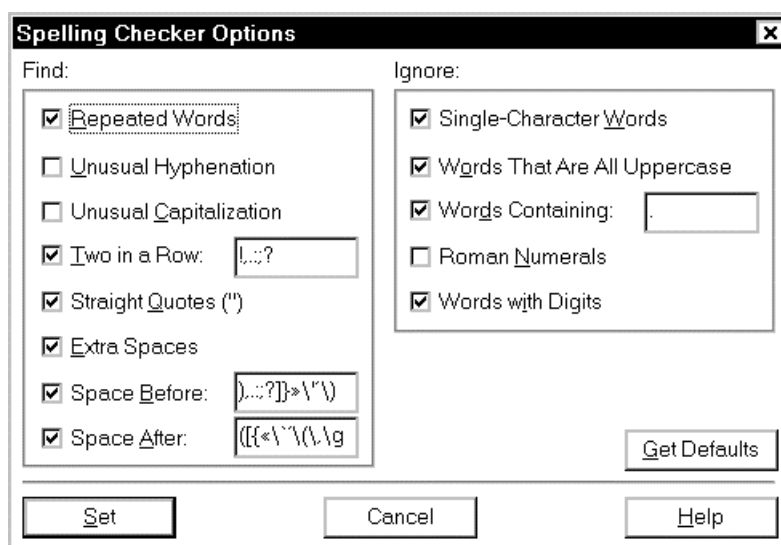 Spelling Checker Options
Find:
Repeated Words
Unusual Hyphenation
Unusual Capitalization
Two in a Row: !,.:;?
Straight Quotes (")
Extra Spaces
Space Before: ),.:;?]}»\"\)
Space After: ([{«\`\(\,\g
Ignore:
Single-Character Words
Words That Are All Uppercase
Words Containing: .
Roman Numerals
Words with Digits
Get Defaults
Set Cancel Help